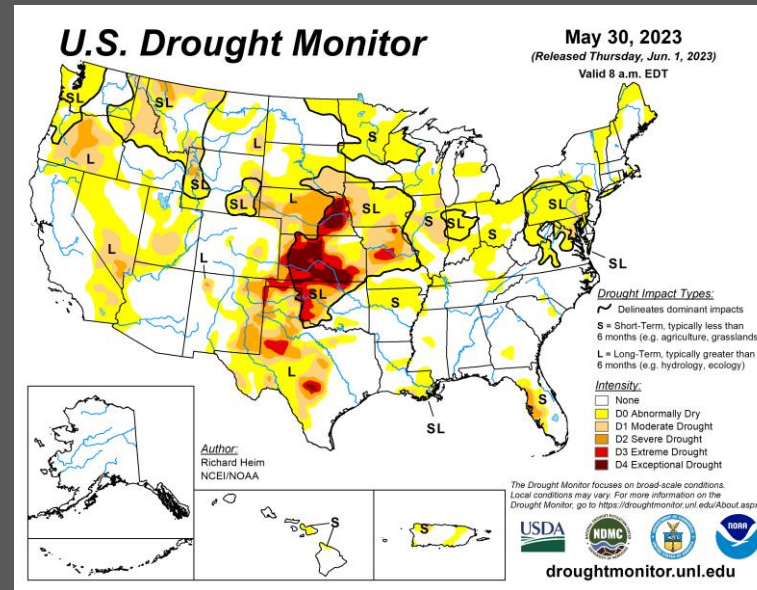 U.S. Drought Monitor
May 30, 2023
(Released Thursday, Jun. 1, 2023)
Valid 8 a.m. EDT
SL
SL
S
L
L
SL
SL
L
SL
S
SL
S
SL
L
L
SL
S
SL
L
S
SL
S
S
Drought Impact Types:
Delineates dominant impacts
S = Short-Term, typically less than
6 months (e.g. agriculture, grasslands
L = Long-Term, typically greater than
6 months (e.g. hydrology, ecology)
Intensity:
None
D0 Abnormally Dry
D1 Moderate Drought
D2 Severe Drought
D3 Extreme Drought
D4 Exceptional Drought
Author:
Richard Heim
NCEI/NOAA
S
The Drought Monitor focuses on broad-scale conditions.
Local conditions may vary. For more information on the
Drought Monitor, go to https://droughtmonitor.unl.edu/About.aspx
USDA
NDMC
NOAA
droughtmonitor.unl.edu